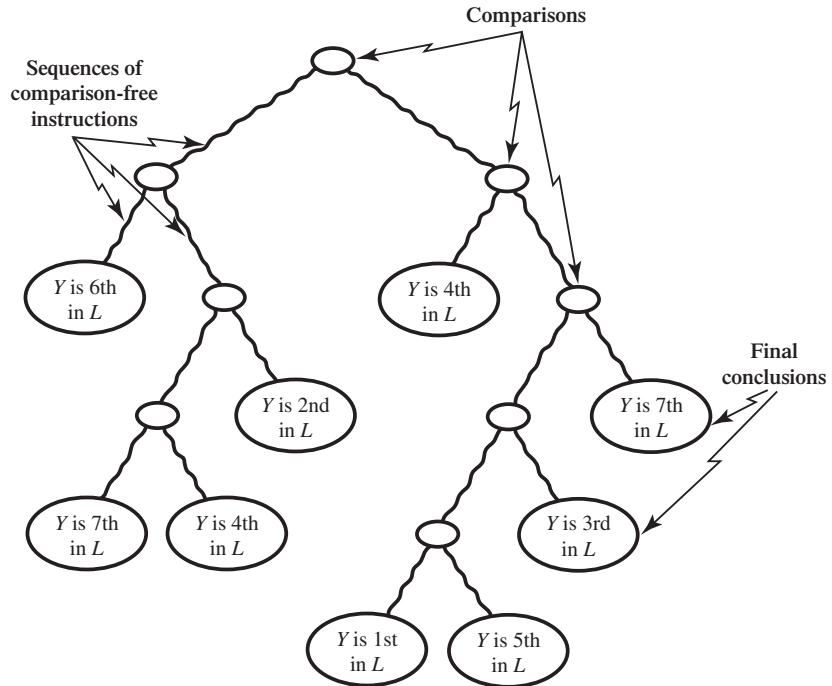 Comparisons
Sequences of
comparison-free
instructions
Y is 6th
in L
Y is 4th
in L
Final
conclusions
Y is 2nd
in L
Y is 7th
in L
Y is 7th
in L
Y is 4th
in L
Y is 3rd
in L
Y is 1st
in L
Y is 5th
in L